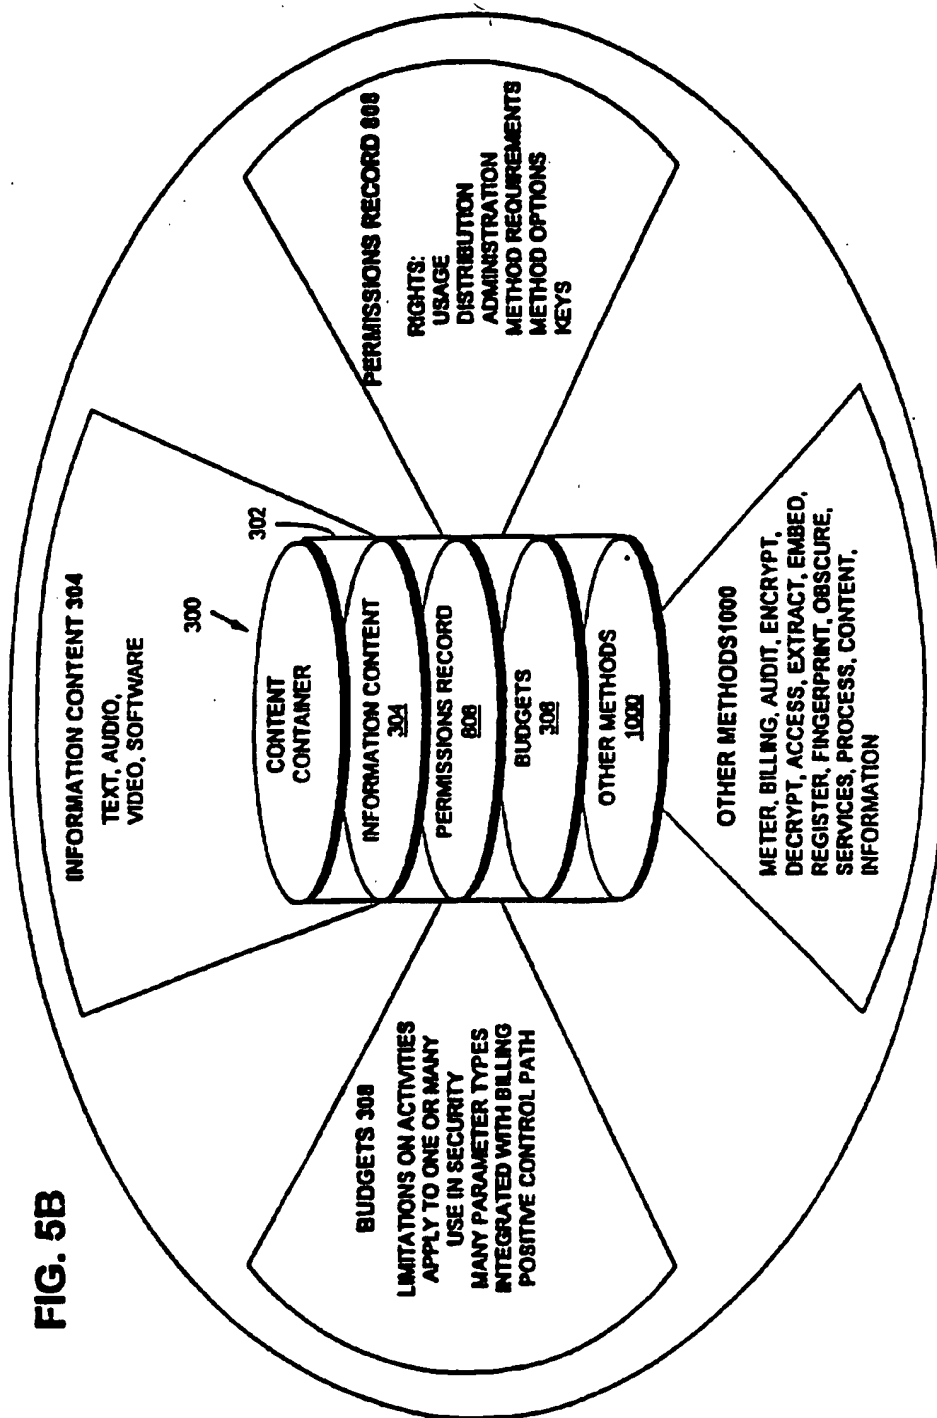 FIG. 5B
INFORMATION CONTENT 304
TEXT, AUDIO,
VIDEO, SOFTWARE
300
302
CONTENT
CONTAINER
INFORMATION CONTENT
304
PERMISSIONS RECORD
808
BUDGETS
308
OTHER METHODS
1000
BUDGETS 308
LIMITATIONS ON ACTIVITIES
APPLY TO ONE OR MANY
USE IN SECURITY
MANY PARAMETER TYPES
INTEGRATED WITH BILLING
POSITIVE CONTROL PATH
PERMISSIONS RECORD 808
RIGHTS:
USAGE
DISTRIBUTION
ADMINISTRATION
METHOD REQUIREMENTS
METHOD OPTIONS
KEYS
OTHER METHODS1000
METER, BILLING, AUDIT, ENCRYPT,
DECRYPT, ACCESS, EXTRACT, EMBED,
REGISTER, FINGERPRINT, OBSCURE,
SERVICES, PROCESS, CONTENT,
INFORMATION